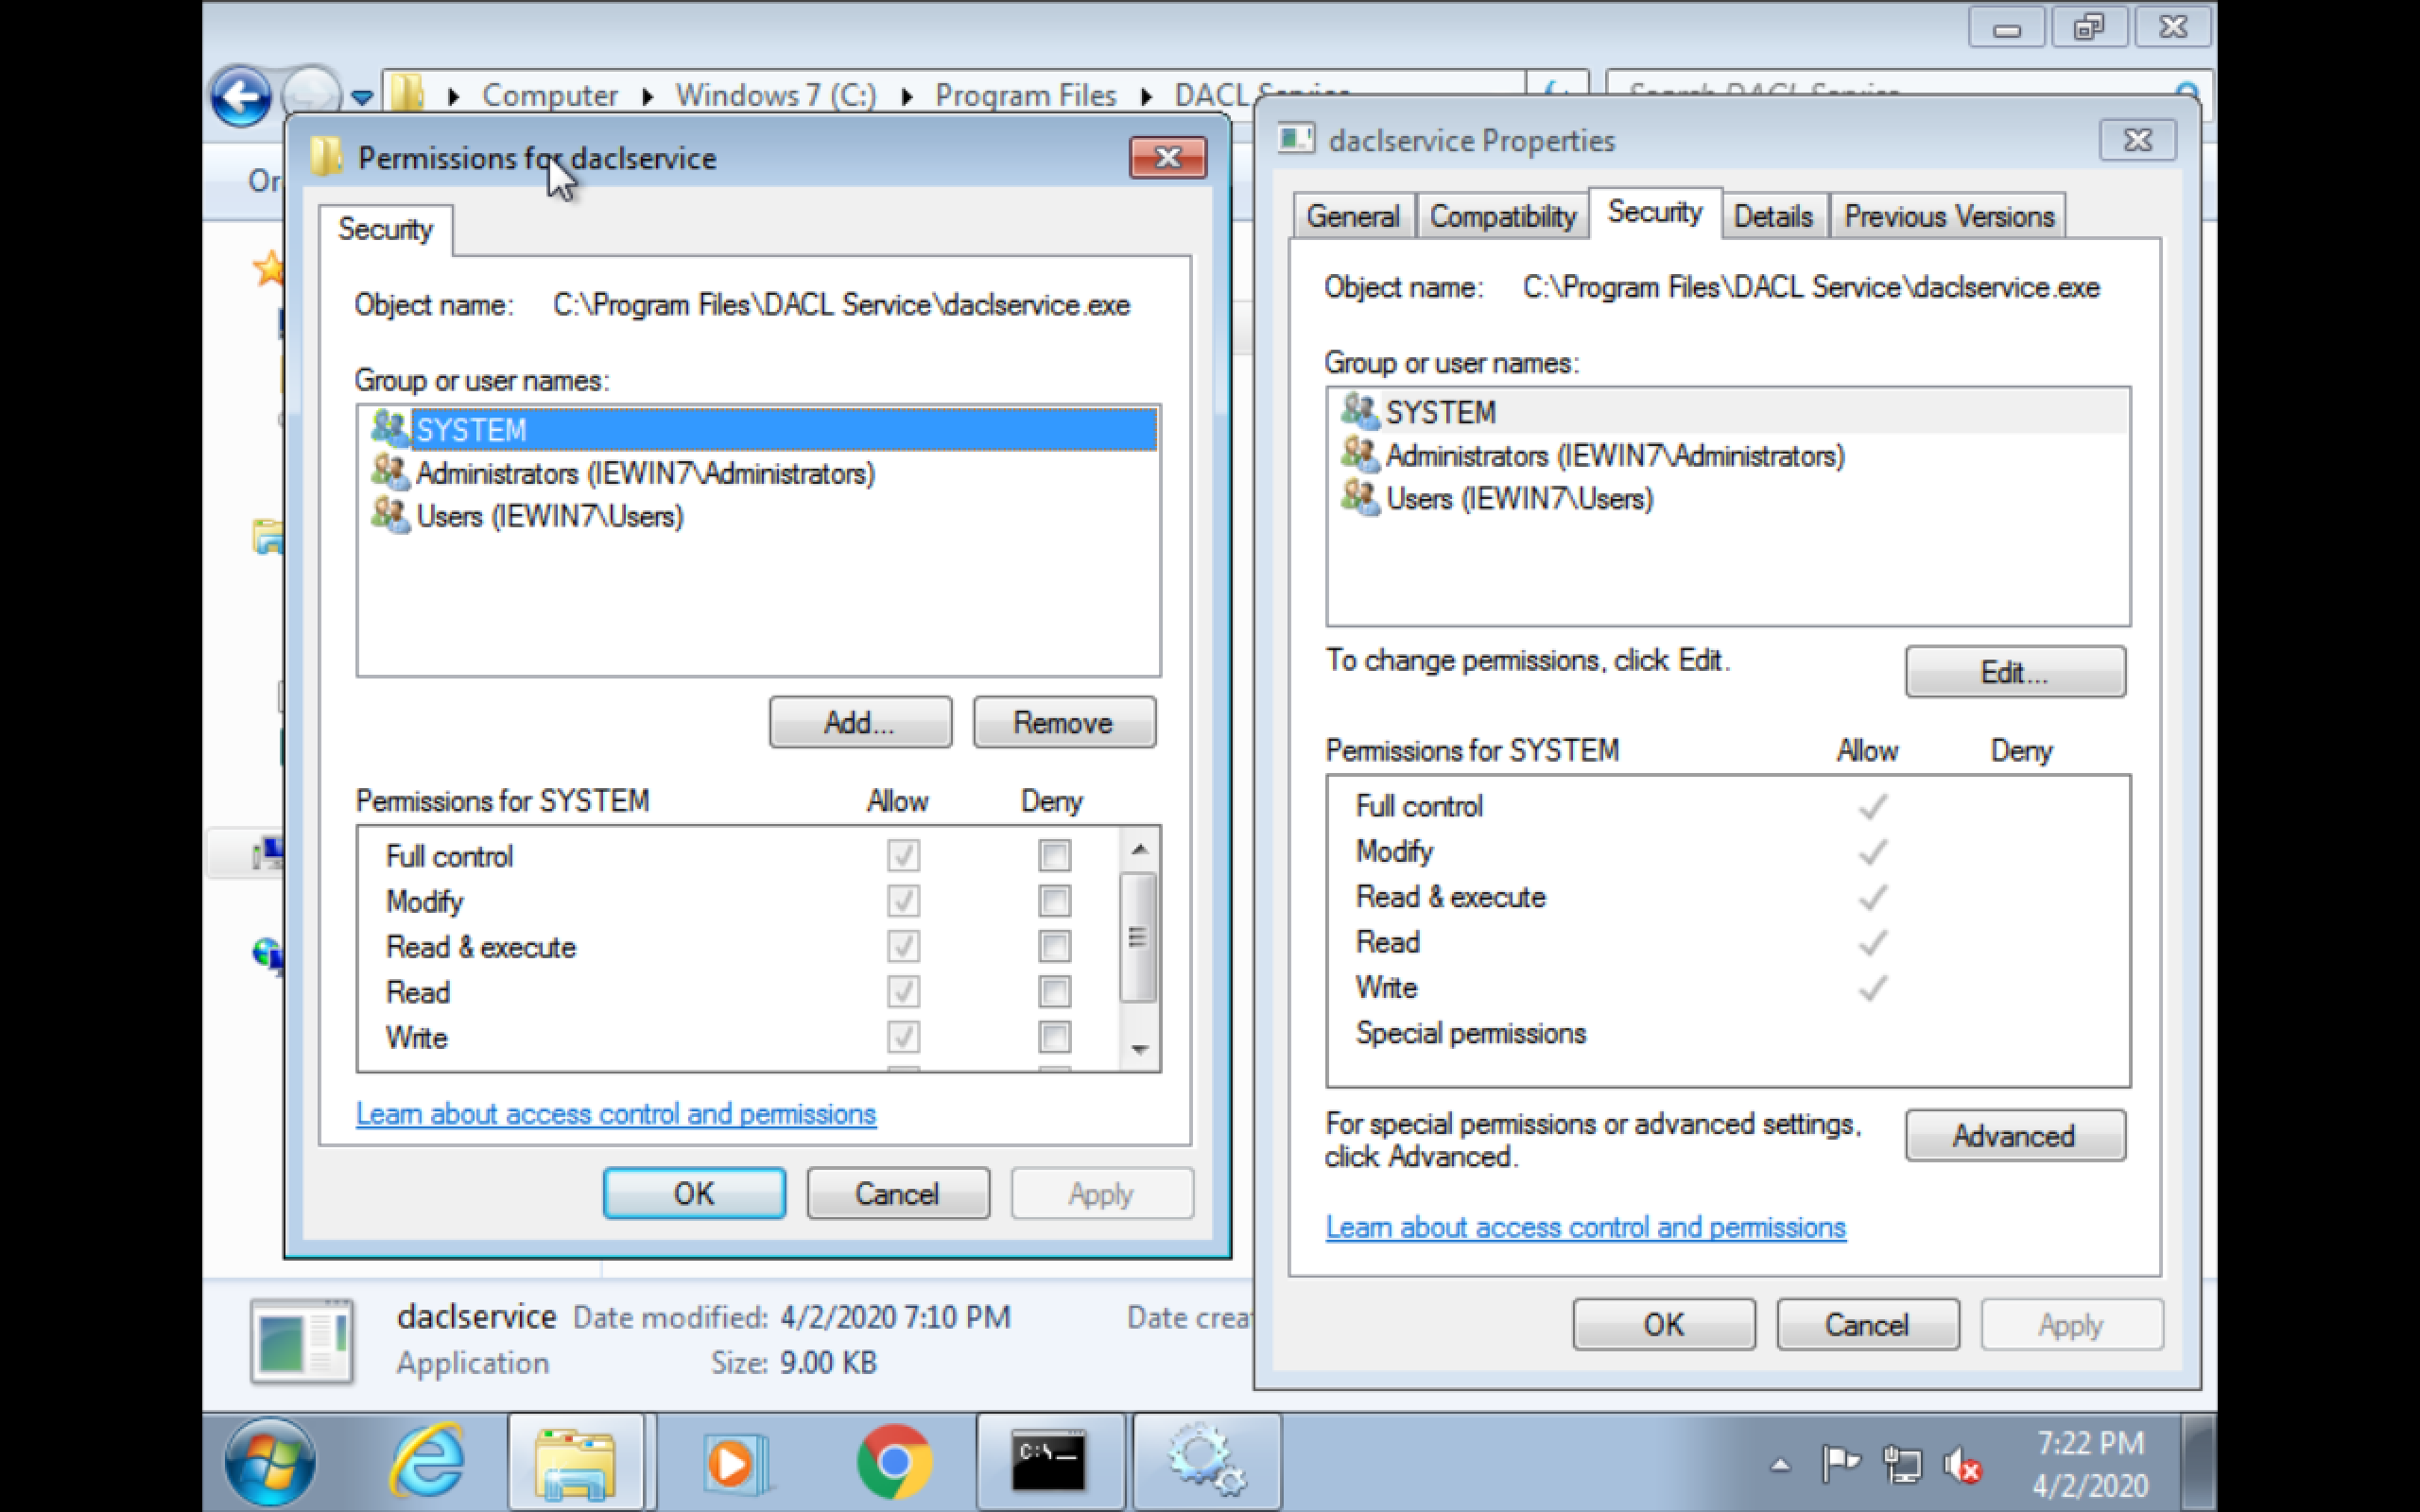 Computer ▸ Windows 7 (C:) ▸ Program Files ▸ DACL Service
Search DACL Service
Or
Permissions for daclservice
Security
Object name: C:\Program Files\DACL Service\daclservice.exe
Group or user names:
SYSTEM
Administrators (IEWIN7\Administrators)
Users (IEWIN7\Users)
Add...
Remove
Permissions for SYSTEM Allow Deny
Full control
Modify
Read & execute
Read
Write
Learn about access control and permissions
OK
Cancel
Apply
daclservice Properties
General
Compatibility
Security
Details
Previous Versions
Object name: C:\Program Files\DACL Service\daclservice.exe
Group or user names:
SYSTEM
Administrators (IEWIN7\Administrators)
Users (IEWIN7\Users)
To change permissions, click Edit.
Edit...
Permissions for SYSTEM Allow Deny
Full control
Modify
Read & execute
Read
Write
Special permissions
For special permissions or advanced settings,
click Advanced.
Advanced
Learn about access control and permissions
OK
Cancel
Apply
daclservice Date modified: 4/2/2020 7:10 PM Date crea
Application Size: 9.00 KB
C:\_
7:22 PM
4/2/2020